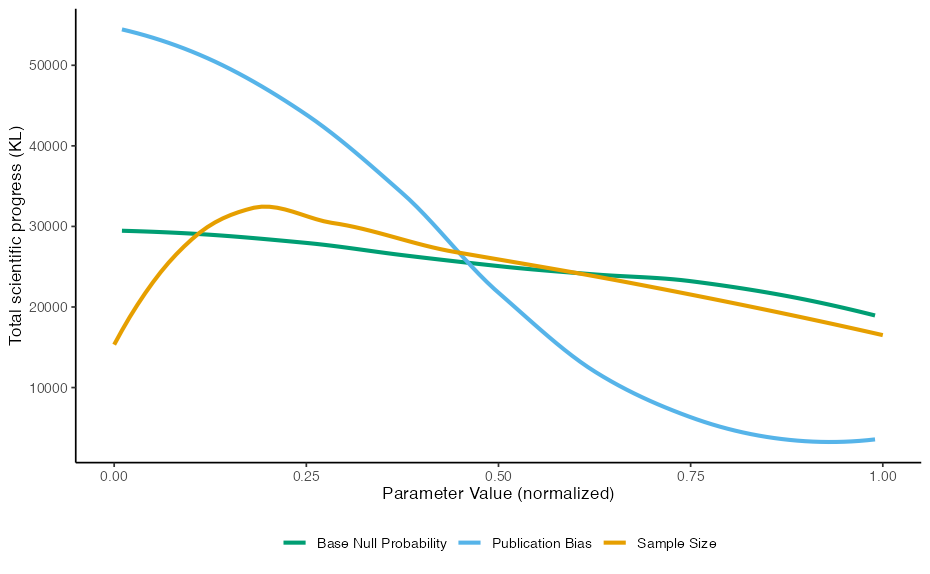 Total scientific progress (KL)
50000
40000
30000
20000
10000
0.00 0.25 0.50 0.75 1.00
Parameter Value (normalized)
Base Null Probability Publication Bias Sample Size